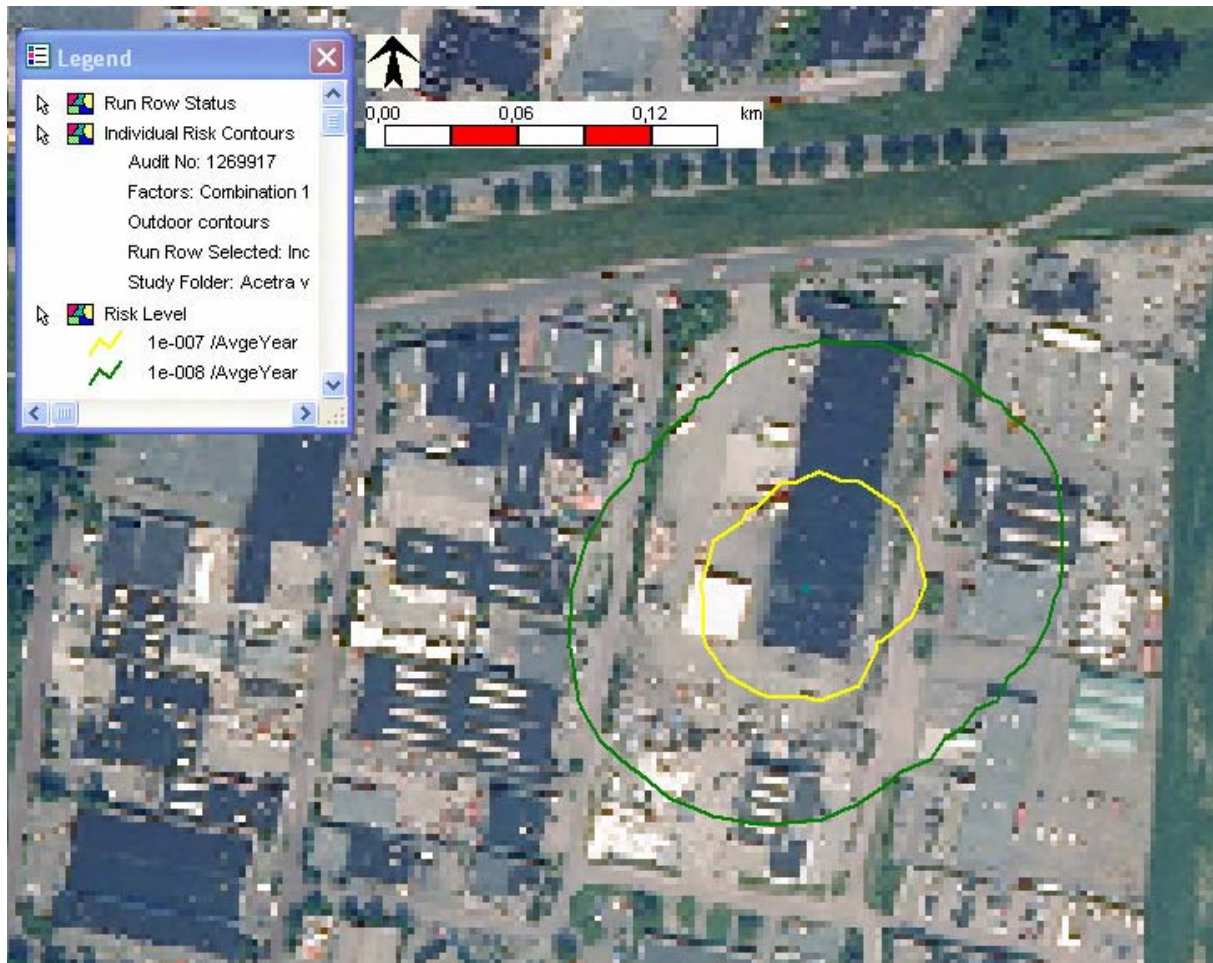 Legend
Run Row Status
Individual Risk Contours
Audit No: 1269917
Factors: Combination 1
Outdoor contours
Run Row Selected: Inc
Study Folder: Acetra v
Risk Level
1e-007 /AvgeYear
1e-008 /AvgeYear
0,00 0,06 0,12 km